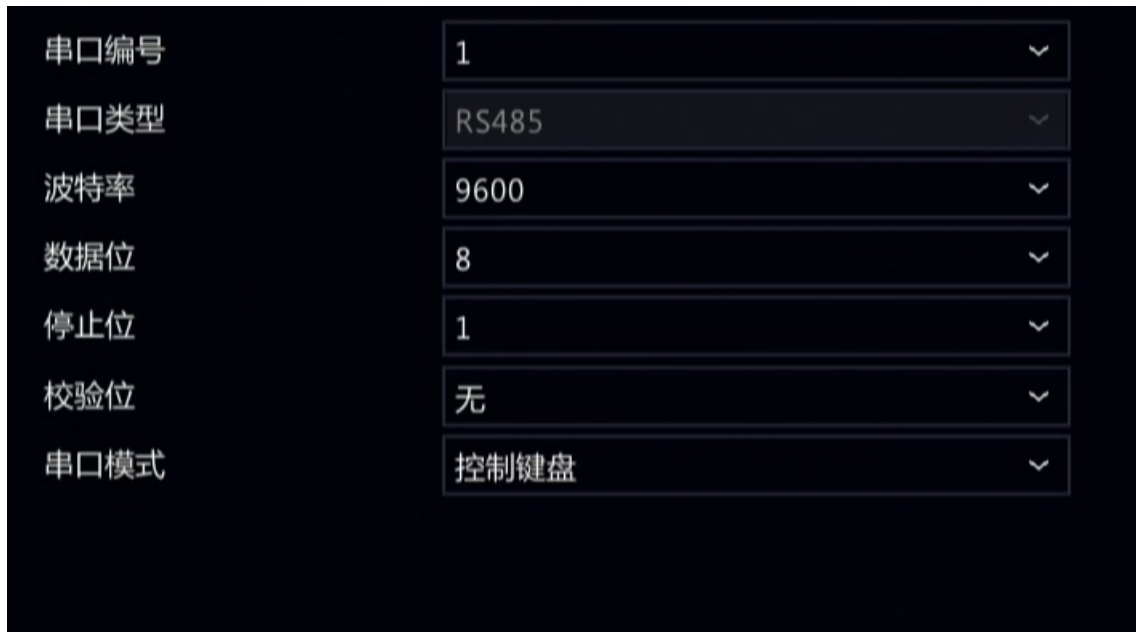 串口编号 1
串口类型 RS485
波特率 9600
数据位 8
停止位 1
校验位 无
串口模式 控制键盘